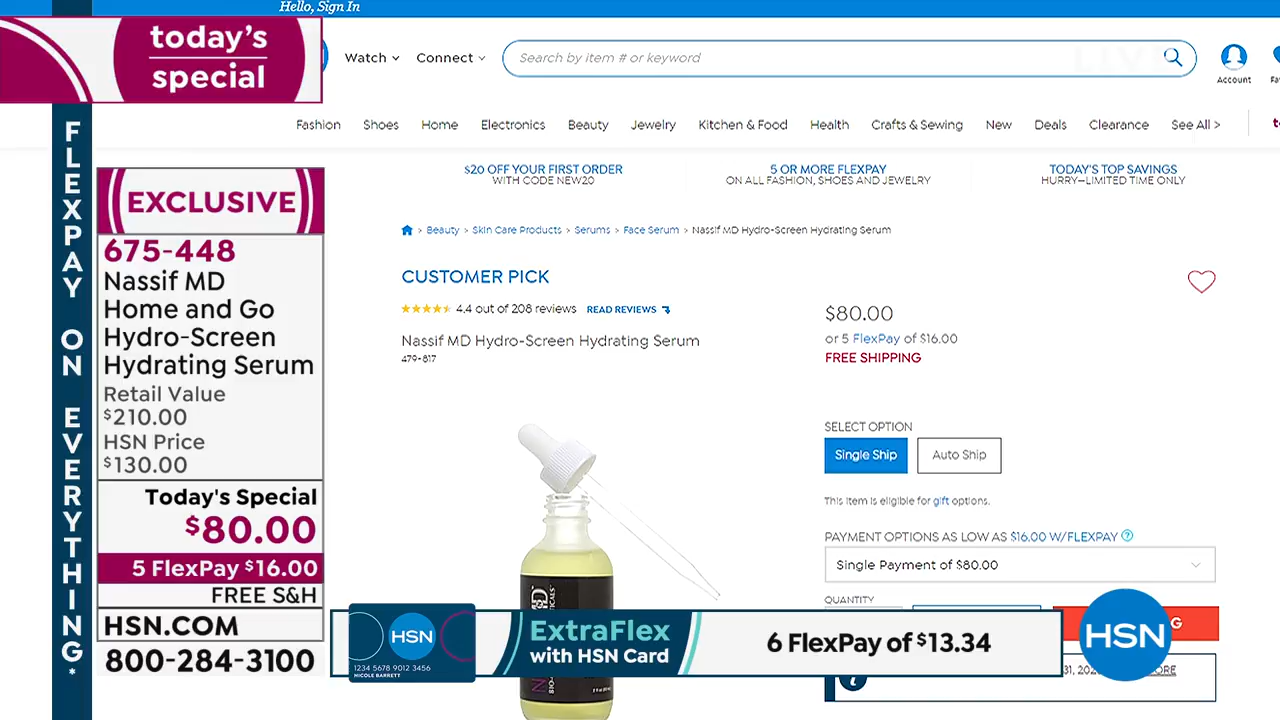 Hello, Sign In
today's
special
Watch
Connect
Search by item # or keyword
Account
Fashion
Shoes
Home
Electronics
Beauty
Jewelry
Kitchen & Food
Health
Crafts & Sewing
New
Deals
Clearance
See All >
$20 OFF YOUR FIRST ORDER
WITH CODE NEW20
5 OR MORE FLEXPAY
ON ALL FASHION, SHOES AND JEWELRY
TODAY'S TOP SAVINGS
HURRY–LIMITED TIME ONLY
FLEXPAY ON EVERYTHING*
EXCLUSIVE
675-448
Nassif MD
Home and Go
Hydro-Screen
Hydrating Serum
Retail Value
$210.00
HSN Price
$130.00
Today's Special
$80.00
5 FlexPay $16.00
FREE S&H
HSN.COM
800-284-3100
> Beauty > Skin Care Products > Serums > Face Serum > Nassif MD Hydro-Screen Hydrating Serum
CUSTOMER PICK
4.4 out of 208 reviews READ REVIEWS
Nassif MD Hydro-Screen Hydrating Serum
479-817
$80.00
or 5 FlexPay of $16.00
FREE SHIPPING
SELECT OPTION
Single Ship
Auto Ship
This item is eligible for gift options.
PAYMENT OPTIONS AS LOW AS $16.00 W/FLEXPAY
Single Payment of $80.00
QUANTITY
HSN
1234 5678 9012 3456
NICOLE BARRETT
ExtraFlex
with HSN Card
6 FlexPay of $13.34
HSN